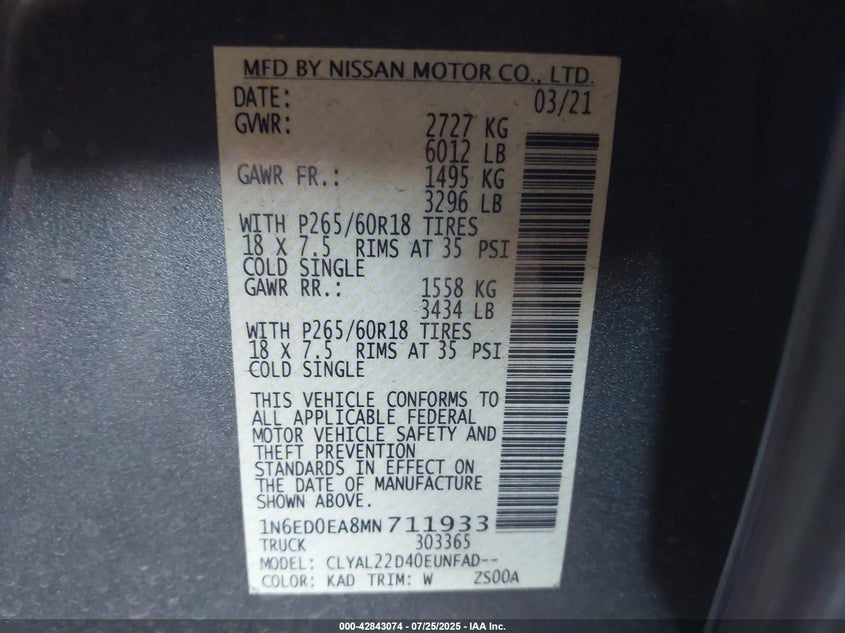 MFD BY NISSAN MOTOR CO., LTD.
DATE: 03/21
GVWR: 2727 KG
6012 LB
GAWR FR.: 1495 KG
3296 LB
WITH P265/60R18 TIRES
18 X 7.5 RIMS AT 35 PSI
COLD SINGLE
GAWR RR.: 1558 KG
3434 LB
WITH P265/60R18 TIRES
18 X 7.5 RIMS AT 35 PSI
COLD SINGLE
THIS VEHICLE CONFORMS TO
ALL APPLICABLE FEDERAL
MOTOR VEHICLE SAFETY AND
THEFT PREVENTION
STANDARDS IN EFFECT ON
THE DATE OF MANUFACTURE
SHOWN ABOVE.
1N6ED0EA8MN 711933
TRUCK 303365
MODEL: CLYAL22D40EUNFAD--
COLOR: KAD TRIM: W ZS00A
000-42843074 | 07/25/2025 - IAA Inc.